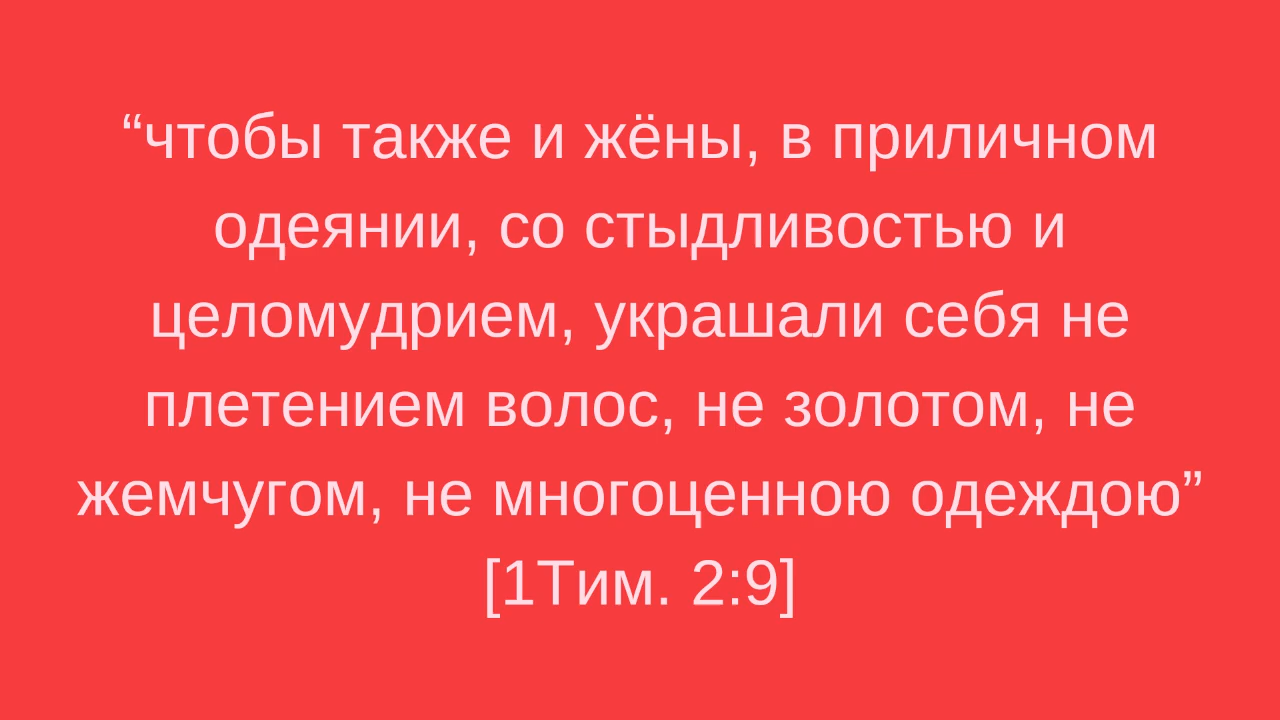 “чтобы также и жёны, в приличном
одеянии, со стыдливостью и
целомудрием, украшали себя не
плетением волос, не золотом, не
жемчугом, не многоценною одеждою”
[1Тим. 2:9]